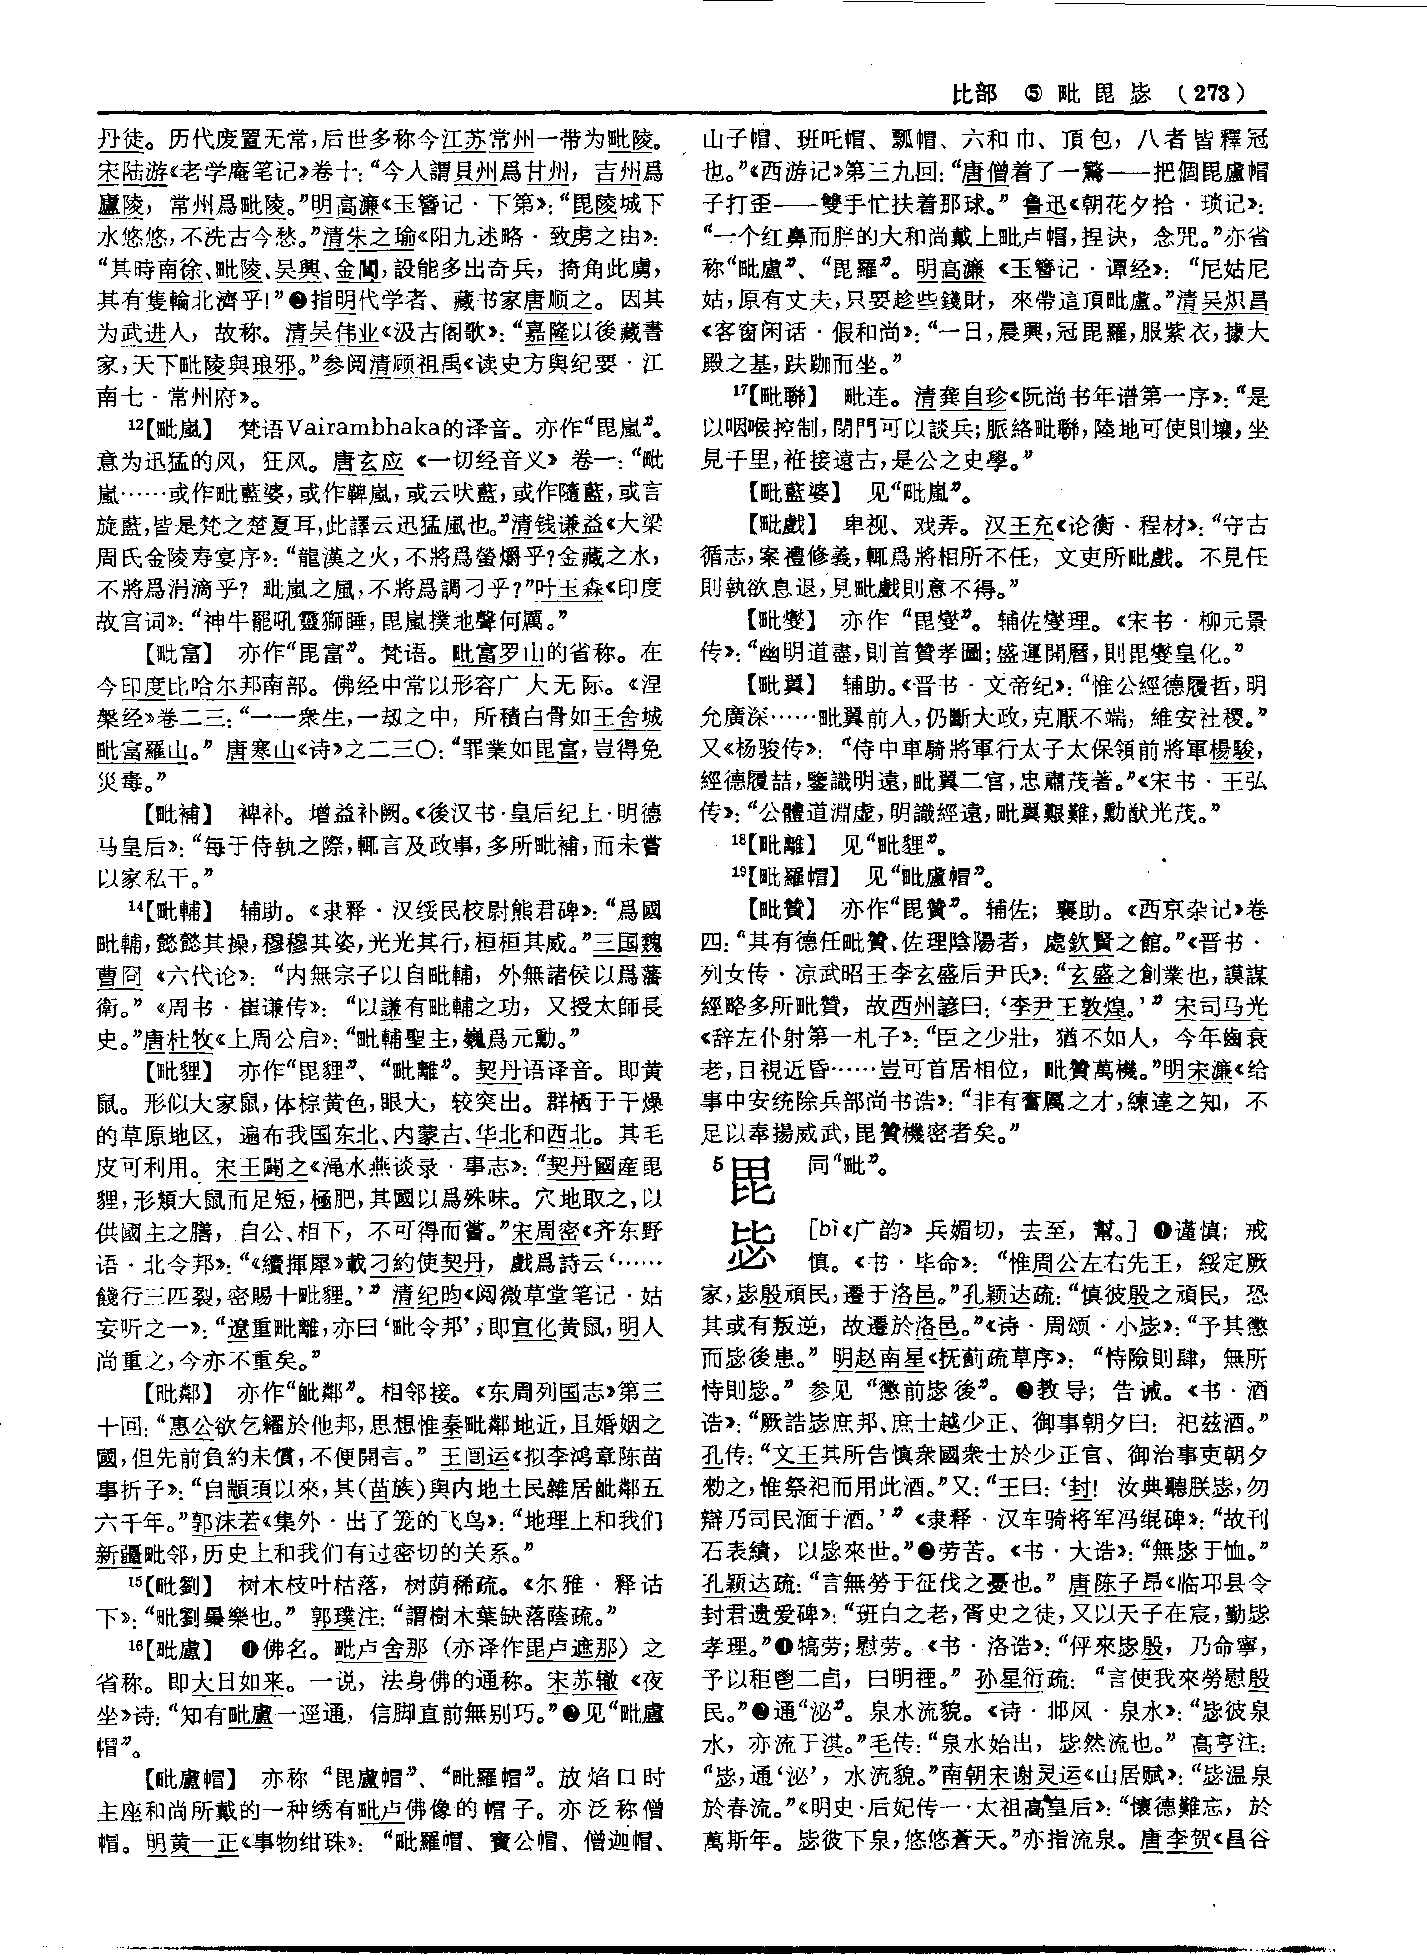 比部 ⑤ 毗毘毖 (273)
丹徒。历代废置无常，后世多称今江苏常州一带为毗陵。
宋陆游《老学庵笔记》卷十：“今人謂貝州爲甘州，吉州爲
廬陵，常州爲毗陵。”明高濂《玉簪记·下第》：“毘陵城下
水悠悠，不洗古今愁。”清朱之瑜《阳九述略·致虏之由》：
“其時南徐、毗陵、吴興、金閶，設能多出奇兵，掎角此虜，
其有隻輪北濟乎！”❷指明代学者、藏书家唐顺之。因其
为武进人，故称。清吴伟业《汲古阁歌》：“嘉隆以後藏書
家，天下毗陵與琅邪。”参阅清顾祖禹《读史方舆纪要·江
南七·常州府》。
12【毗嵐】 梵语Vairambhaka的译音。亦作“毘嵐”。
意为迅猛的风，狂风。唐玄应《一切经音义》卷一：“毗
嵐……或作毗藍婆，或作鞞嵐，或云吠藍，或作隨藍，或言
旋藍，皆是梵之楚夏耳，此譯云迅猛風也。”清钱谦益《大梁
周氏金陵寿宴序》：“龍漢之火，不將爲螢爝乎？金藏之水，
不將爲涓滴乎？毗嵐之風，不將爲調刁乎？”叶玉森《印度
故宫词》：“神牛罷吼靈獅睡，毘嵐撲地聲何厲。”
【毗富】 亦作“毘富”。梵语。毗富罗山的省称。在
今印度比哈尔邦南部。佛经中常以形容广大无际。《涅
槃经》卷二三：“一一衆生，一劫之中，所積白骨如王舍城
毗富羅山。”唐寒山《诗》之二三〇：“罪業如毘富，豈得免
災毒。”
【毗補】 裨补。增益补阙。《後汉书·皇后纪上·明德
马皇后》：“每于侍執之際，輒言及政事，多所毗補，而未嘗
以家私干。”
14【毗輔】 辅助。《隶释·汉绥民校尉熊君碑》：“爲國
毗輔，懿懿其操，穆穆其姿，光光其行，桓桓其威。”三国魏
曹冏《六代论》：“内無宗子以自毗輔，外無諸侯以爲藩
衛。”《周书·崔谦传》：“以謙有毗輔之功，又授太師長
史。”唐杜牧《上周公启》：“毗輔聖主，巍爲元勳。”
【毗貍】 亦作“毘貍”、“毗離”。契丹语译音。即黄
鼠。形似大家鼠，体棕黄色，眼大，较突出。群栖于干燥
的草原地区，遍布我国东北、内蒙古、华北和西北。其毛
皮可利用。宋王闢之《渑水燕谈录·事志》：“契丹國產毘
貍，形類大鼠而足短，極肥，其國以爲殊味。穴地取之，以
供國主之膳，自公、相下，不可得而嘗。”宋周密《齐东野
语·北令邦》：“《續揮犀》載刁約使契丹，戲爲詩云‘……
餞行三匹裂，密賜十毗貍。’”清纪昀《阅微草堂笔记·姑
妄听之一》：“遼重毗離，亦曰‘毗令邦’，即宣化黄鼠，明人
尚重之，今亦不重矣。”
【毗鄰】 亦作“毗鄰”。相邻接。《东周列国志》第三
十回：“惠公欲乞糴於他邦，思想惟秦毗鄰地近，且婚姻之
國，但先前負約未償，不便開言。”王闿运《拟李鸿章陈苗
事折子》：“自顓頊以來，其（苗族）與内地土民雜居毗鄰五
六千年。”郭沫若《集外·出了笼的飞鸟》：“地理上和我们
新疆毗邻，历史上和我们有过密切的关系。”
15【毗劉】 树木枝叶枯落，树荫稀疏。《尔雅·释诂
下》：“毗劉暴樂也。”郭璞注：“謂樹木葉缺落蔭疏。”
16【毗盧】 ❶佛名。毗卢舍那（亦译作毘卢遮那）之
省称。即大日如来。一说，法身佛的通称。宋苏辙《夜
坐》诗：“知有毗盧一逕通，信脚直前無别巧。”❷见“毗盧
帽”。
【毗盧帽】 亦称“毘盧帽”、“毗羅帽”。放焰口时
主座和尚所戴的一种绣有毗卢佛像的帽子。亦泛称僧
帽。明黄一正《事物绀珠》：“毗羅帽、寶公帽、僧迦帽、
山子帽、班吒帽、瓢帽、六和巾、頂包，八者皆釋冠
也。”《西游记》第三九回：“唐僧着了一驚——把個毘盧帽
子打歪——雙手忙扶着那球。”鲁迅《朝花夕拾·琐记》：
“一个红鼻而胖的大和尚戴上毗卢帽，捏诀，念咒。”亦省
称“毗盧”、“毘羅”。明高濂《玉簪记·谭经》：“尼姑尼
姑，原有丈夫，只要趁些錢財，來帶這頂毗盧。”清吴炽昌
《客窗闲话·假和尚》：“一日，晨興，冠毘羅，服紫衣，據大
殿之基，趺跏而坐。”
17【毗聯】 毗连。清龚自珍《阮尚书年谱第一序》：“是
以咽喉控制，閉門可以談兵；脈絡毗聯，陸地可使則壤，坐
見千里，袵接遠古，是公之史學。”
【毗藍婆】 见“毗嵐”。
【毗戲】 卑视、戏弄。汉王充《论衡·程材》：“守古
循志，案禮修義，輒爲將相所不任，文吏所毗戲。不見任
則執欲息退，見毗戲則意不得。”
【毗燮】 亦作“毘燮”。辅佐燮理。《宋书·柳元景
传》：“幽明道盡，則首贊孝圖；盛運開曆，則毘燮皇化。”
【毗翼】 辅助。《晋书·文帝纪》：“惟公經德履哲，明
允廣深……毗翼前人，仍斷大政，克厭不端，維安社稷。”
又《杨骏传》：“侍中車騎將軍行太子太保領前將軍楊駿，
經德履喆，鑒識明遠，毗翼二宫，忠肅茂著。”《宋书·王弘
传》：“公體道淵虚，明識經遠，毗翼艱難，勳猷光茂。”
18【毗離】 见“毗貍”。
19【毗羅帽】 见“毗盧帽”。
【毗贊】 亦作“毘贊”。辅佐；襄助。《西京杂记》卷
四：“其有德任毗贊、佐理陰陽者，處欽賢之館。”《晋书·
列女传·凉武昭王李玄盛后尹氏》：“玄盛之創業也，謨謀
經略多所毗贊，故西州諺曰：‘李尹王敦煌。’”宋司马光
《辞左仆射第一札子》：“臣之少壯，猶不如人，今年齒衰
老，目視近昏……豈可首居相位，毗贊萬機。”明宋濂《给
事中安统除兵部尚书诰》：“非有奮厲之才，練達之知，不
足以奉揚威武，毘贊機密者矣。”
5毘 同“毗”。
毖 [bì《广韵》兵媚切，去至，幫。] ❶谨慎；戒
慎。《书·毕命》：“惟周公左右先王，綏定厥
家，毖殷頑民，遷于洛邑。”孔颖达疏：“慎彼殷之頑民，恐
其或有叛逆，故遷於洛邑。”《诗·周颂·小毖》：“予其懲
而毖後患。”明赵南星《抚蓟疏草序》：“恃險則肆，無所
恃則毖。”参见“懲前毖後”。❷教导；告诫。《书·酒
诰》：“厥誥毖庶邦、庶士越少正、御事朝夕曰：祀兹酒。”
孔传：“文王其所告慎衆國衆士於少正官、御治事吏朝夕
勑之，惟祭祀而用此酒。”又：“王曰：‘封！汝典聽朕毖，勿
辯乃司民湎于酒。’”《隶释·汉车骑将军冯绲碑》：“故刊
石表績，以毖來世。”❸劳苦。《书·大诰》：“無毖于恤。”
孔颖达疏：“言無勞于征伐之憂也。”唐陈子昂《临邛县令
封君遗爱碑》：“班白之老，胥史之徒，又以天子在宸，勤毖
孝理。”❹犒劳；慰劳。《书·洛诰》：“伻來毖殷，乃命寧，
予以秬鬯二卣，曰明禋。”孙星衍疏：“言使我來勞慰殷
民。”❺通“泌”。泉水流貌。《诗·邶风·泉水》：“毖彼泉
水，亦流于淇。”毛传：“泉水始出，毖然流也。”高亨注：
“毖，通‘泌’，水流貌。”南朝宋谢灵运《山居赋》：“毖温泉
於春流。”《明史·后妃传一·太祖高皇后》：“懷德難忘，於
萬斯年。毖彼下泉，悠悠蒼天。”亦指流泉。唐李贺《昌谷